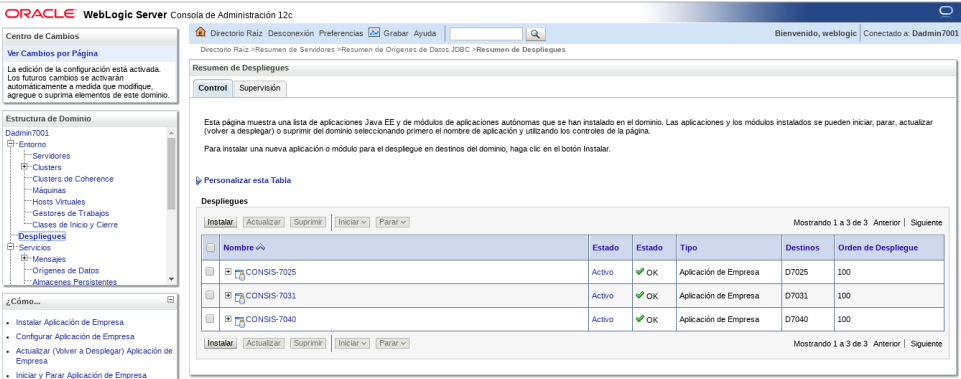 ORACLE WebLogic Server Consola de Administración 12c
Centro de Cambios
Ver Cambios por Página
La edición de la configuración está activada.
Los futuros cambios se activarán
automáticamente a medida que modifique,
agregue o suprima elementos de este dominio.
Estructura de Dominio
Dadmin7001
Entorno
Servidores
Clusters
Clusters de Coherence
Máquinas
Hosts Virtuales
Gestores de Trabajos
Clases de Inicio y Cierre
Despliegues
Servicios
Mensajes
Orígenes de Datos
Almacenes Persistentes
¿Cómo...
Instalar Aplicación de Empresa
Configurar Aplicación de Empresa
Actualizar (Volver a Desplegar) Aplicación de
Empresa
Iniciar y Parar Aplicación de Empresa
Directorio Raíz Desconexión Preferencias Grabar Ayuda
Bienvenido, weblogic Conectado a: Dadmin7001
Directorio Raíz >Resumen de Servidores >Resumen de Orígenes de Datos JDBC >Resumen de Despliegues
Resumen de Despliegues
Control Supervisión
Esta página muestra una lista de aplicaciones Java EE y de módulos de aplicaciones autónomas que se han instalado en el dominio. Las aplicaciones y los módulos instalados se pueden iniciar, parar, actualizar
(volver a desplegar) o suprimir del dominio seleccionando primero el nombre de aplicación y utilizando los controles de la página.
Para instalar una nueva aplicación o módulo para el despliegue en destinos del dominio, haga clic en el botón Instalar.
Personalizar esta Tabla
Despliegues
Instalar Actualizar Suprimir Iniciar Parar Mostrando 1 a 3 de 3 Anterior | Siguiente
Nombre Estado Estado Tipo Destinos Orden de Despliegue
CONSIS-7025 Activo OK Aplicación de Empresa D7025 100
CONSIS-7031 Activo OK Aplicación de Empresa D7031 100
CONSIS-7040 Activo OK Aplicación de Empresa D7040 100
Instalar Actualizar Suprimir Iniciar Parar Mostrando 1 a 3 de 3 Anterior | Siguiente